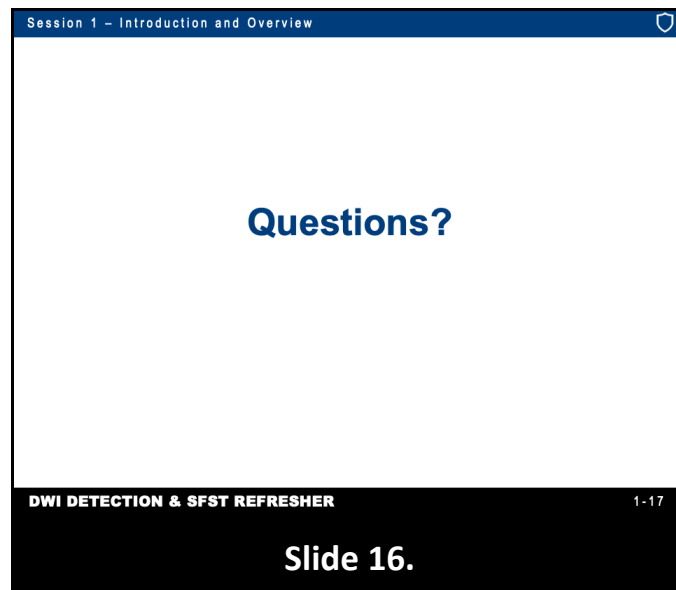 Session 1 – Introduction and Overview
Questions?
DWI DETECTION & SFST REFRESHER 1-17
Slide 16.